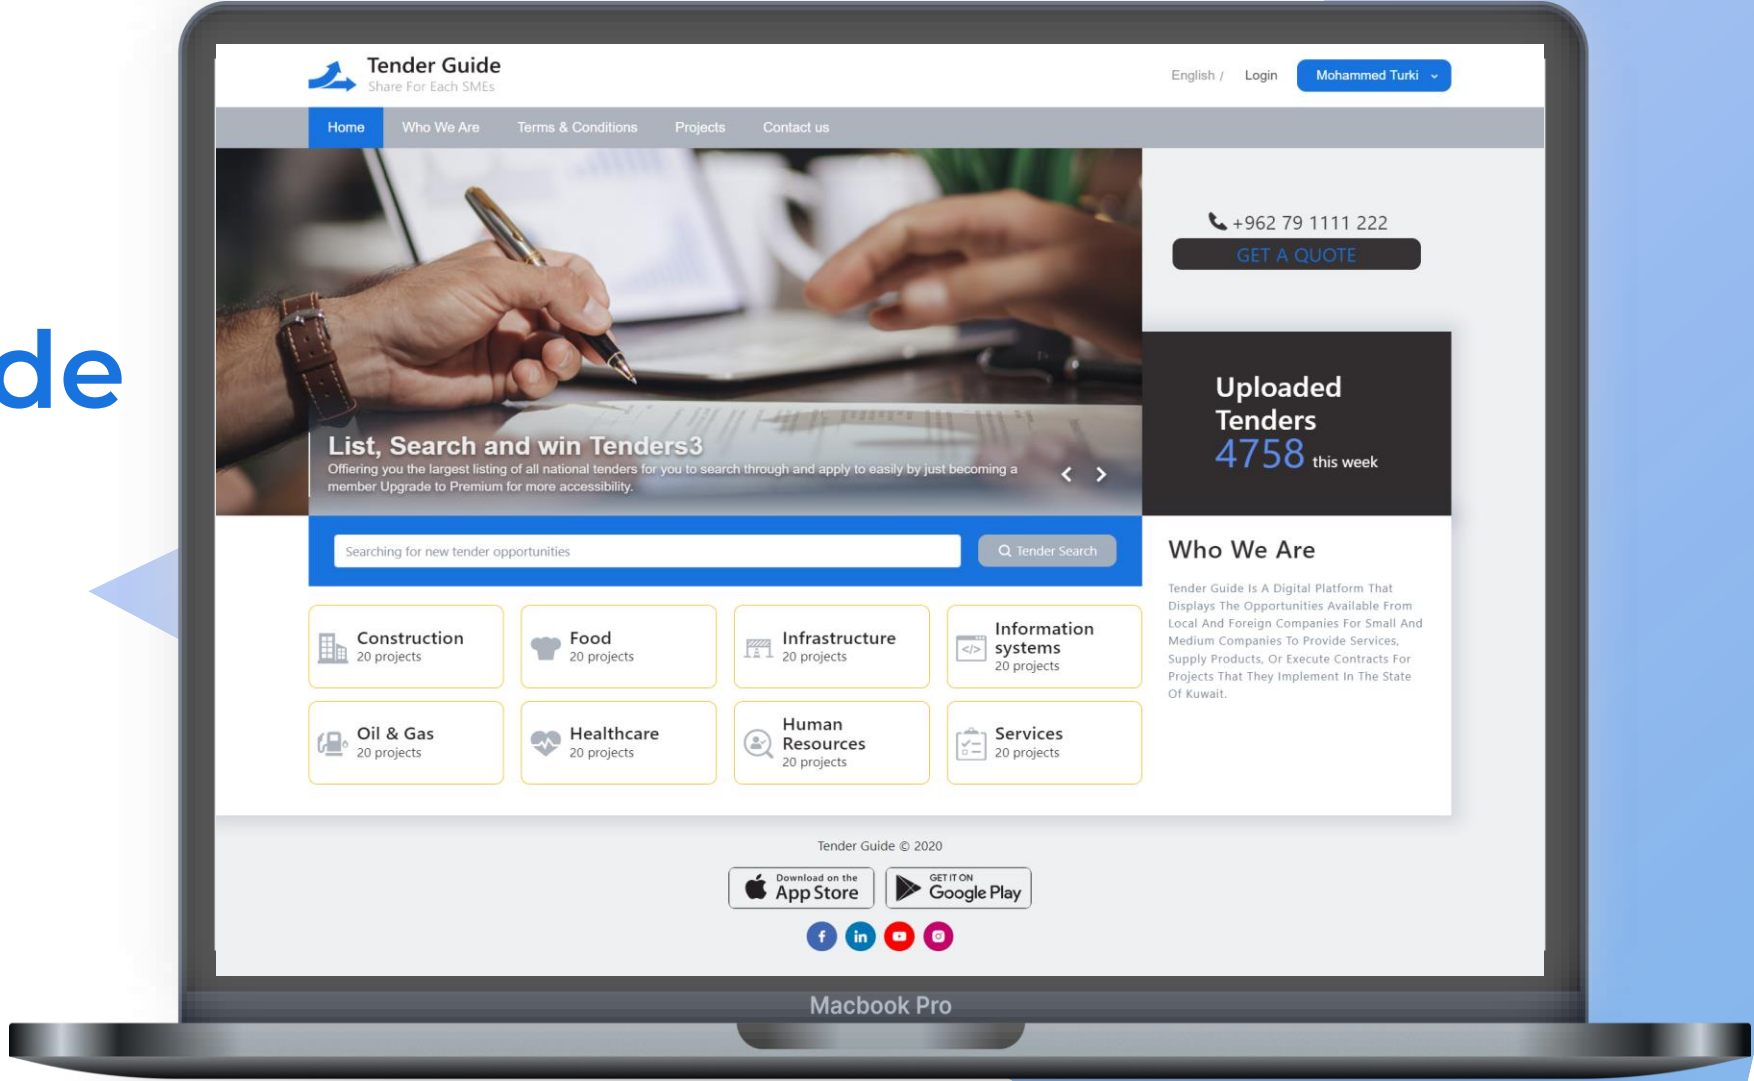 de
Tender Guide
Share For Each SMEs
English / Login Mohammed Turki
Home Who We Are Terms & Conditions Projects Contact us
+962 79 1111 222
GET A QUOTE
List, Search and win Tenders3
Offiering you the largest listing of all national tenders for you to search through and apply to easily by just becoming a
member Upgrade to Premium for more accessibility.
Uploaded
Tenders
4758 this week
Searching for new tender opportunities Tender Search
Construction
20 projects
Food
20 projects
Infrastructure
20 projects
Information
systems
20 projects
Oil & Gas
20 projects
Healthcare
20 projects
Human
Resources
20 projects
Services
20 projects
Who We Are
Tender Guide Is A Digital Platform That
Displays The Opportunities Available From
Local And Foreign Companies For Small And
Medium Companies To Provide Services,
Supply Products, Or Execute Contracts For
Projects That They Implement In The State
Of Kuwait.
Tender Guide © 2020
Download on the
App Store
GET IT ON
Google Play
Macbook Pro